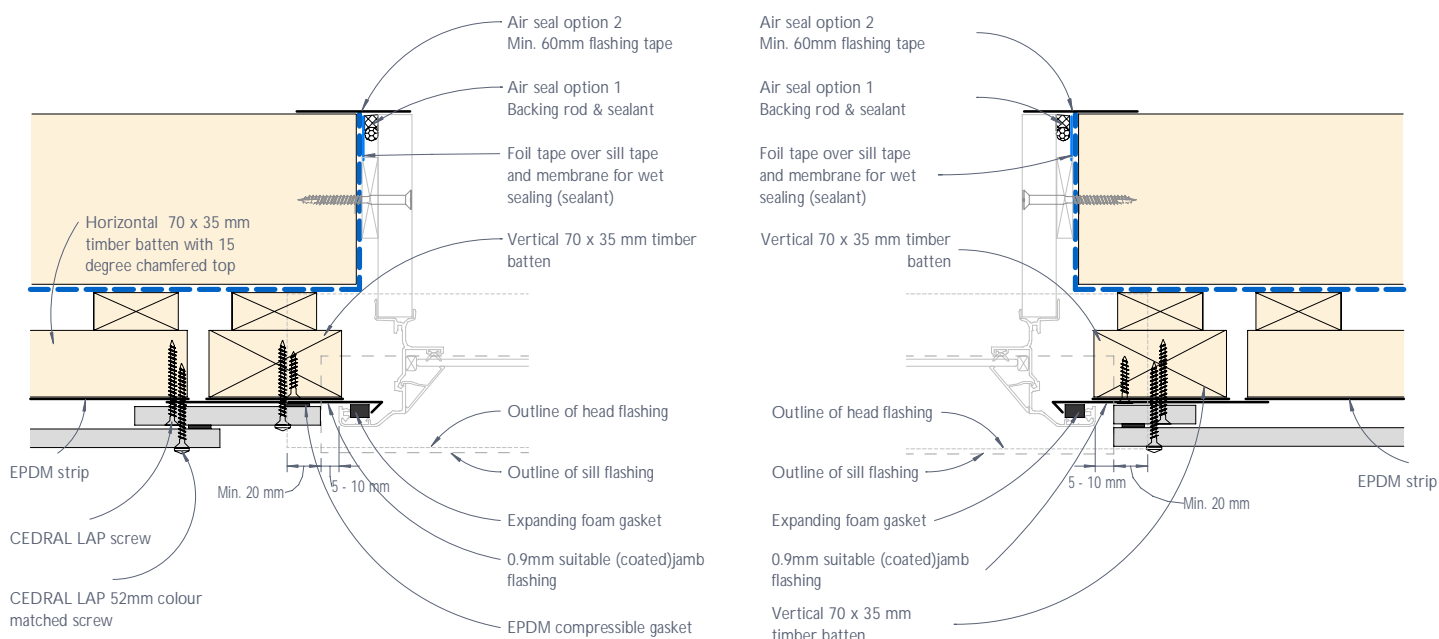 Air seal option 2
Min. 60mm flashing tape
Air seal option 1
Backing rod & sealant
Foil tape over sill tape
and membrane for wet
sealing (sealant)
Horizontal 70 x 35 mm
timber batten with 15
degree chamfered top
Vertical 70 x 35 mm timber
batten
Outline of head flashing
EPDM strip
Outline of sill flashing
Min. 20 mm
5 - 10 mm
Expanding foam gasket
CEDRAL LAP screw
0.9mm suitable (coated)jamb
flashing
CEDRAL LAP 52mm colour
matched screw
EPDM compressible gasket
Air seal option 2
Min. 60mm flashing tape
Air seal option 1
Backing rod & sealant
Foil tape over sill tape
and membrane for wet
sealing (sealant)
Vertical 70 x 35 mm timber
batten
Outline of head flashing
Outline of sill flashing
5 - 10 mm
Min. 20 mm
EPDM strip
Expanding foam gasket
0.9mm suitable (coated)jamb
flashing
Vertical 70 x 35 mm
timber batten